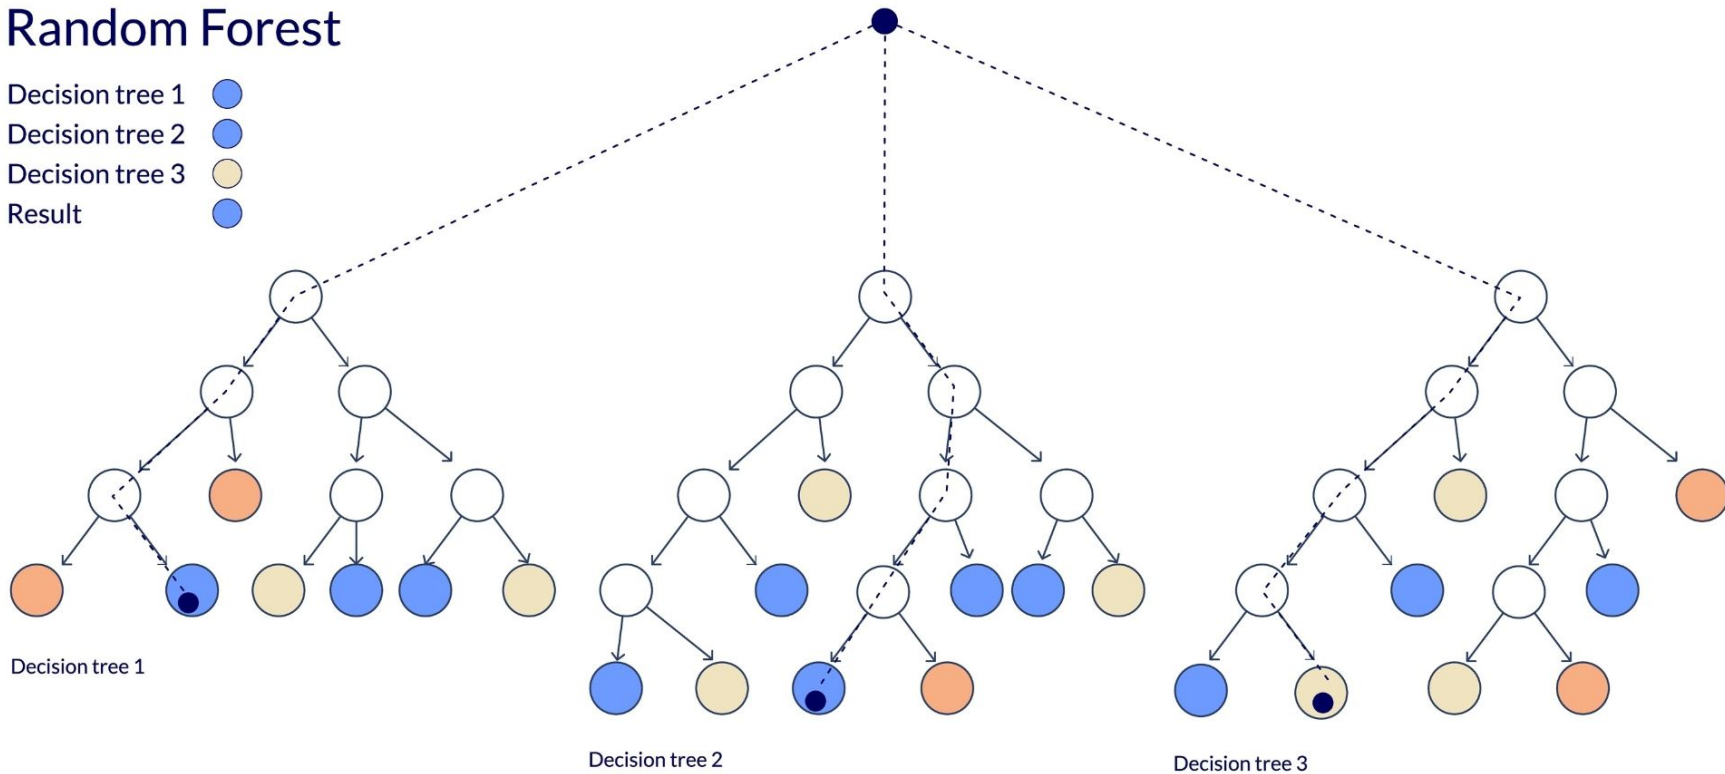 Random Forest
Decision tree 1
Decision tree 2
Decision tree 3
Result
Decision tree 1
Decision tree 2
Decision tree 3